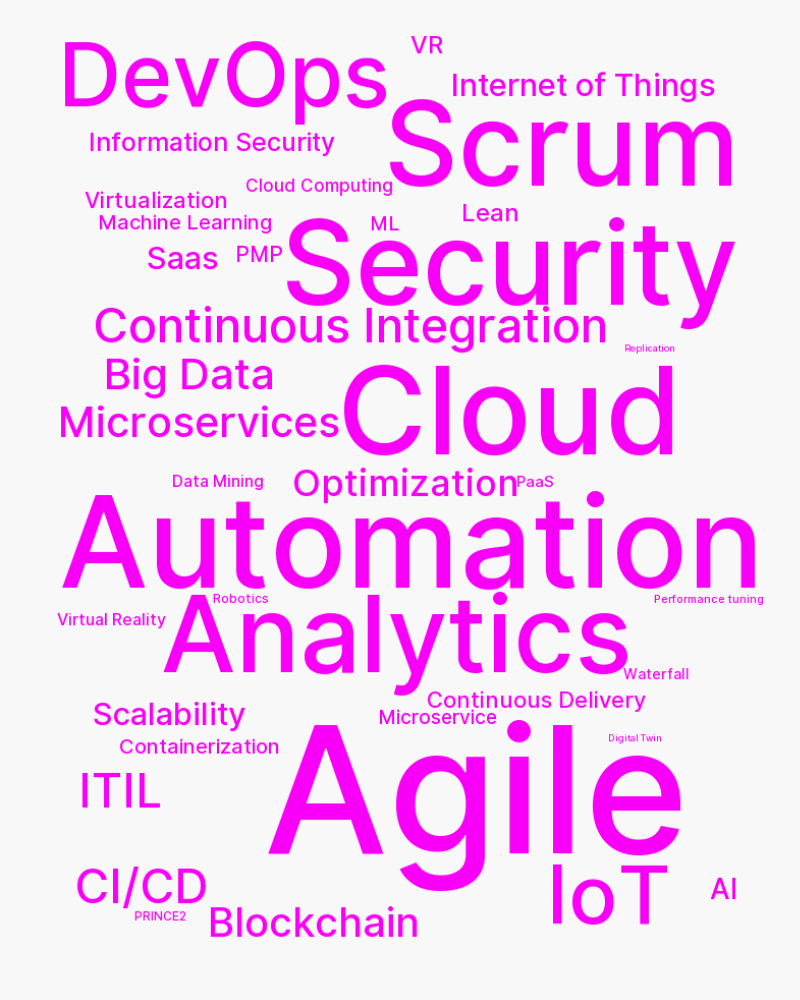 VR
DevOps
Internet of Things
Scrum
Information Security
Cloud Computing
Virtualization
Lean
Machine Learning
ML
Saas
PMP
Security
Continuous Integration
Replication
Big Data
Cloud
Microservices
Data Mining
Optimization
PaaS
Automation
Robotics
Performance tuning
Virtual Reality
Analytics
Waterfall
Continuous Delivery
Scalability
Microservice
Digital Twin
Containerization
Agile
ITIL
CI/CD
IoT
AI
PRINCE2
Blockchain